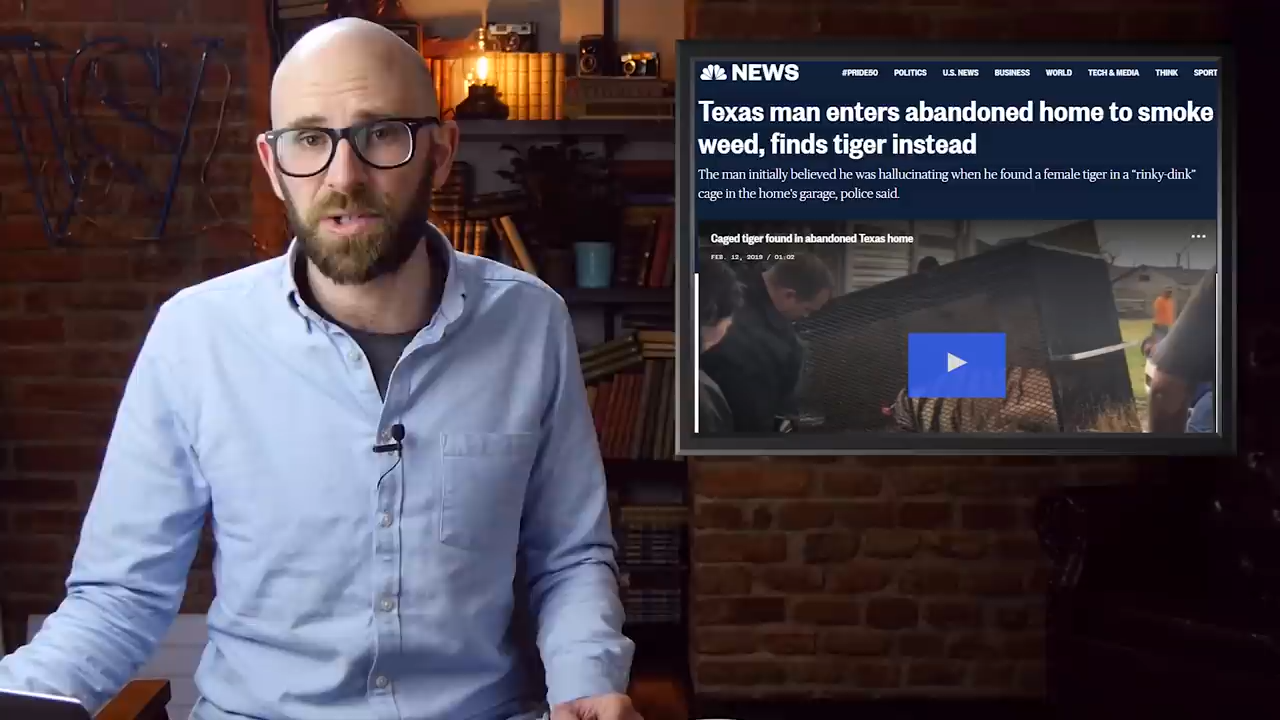 NEWS
#PRIDE50 POLITICS U.S. NEWS BUSINESS WORLD TECH & MEDIA THINK SPORT
Texas man enters abandoned home to smoke
weed, finds tiger instead
The man initially believed he was hallucinating when he found a female tiger in a “rinky-dink”
cage in the home's garage, police said.
Caged tiger found in abandoned Texas home
FEB. 12, 2019 / 01:02